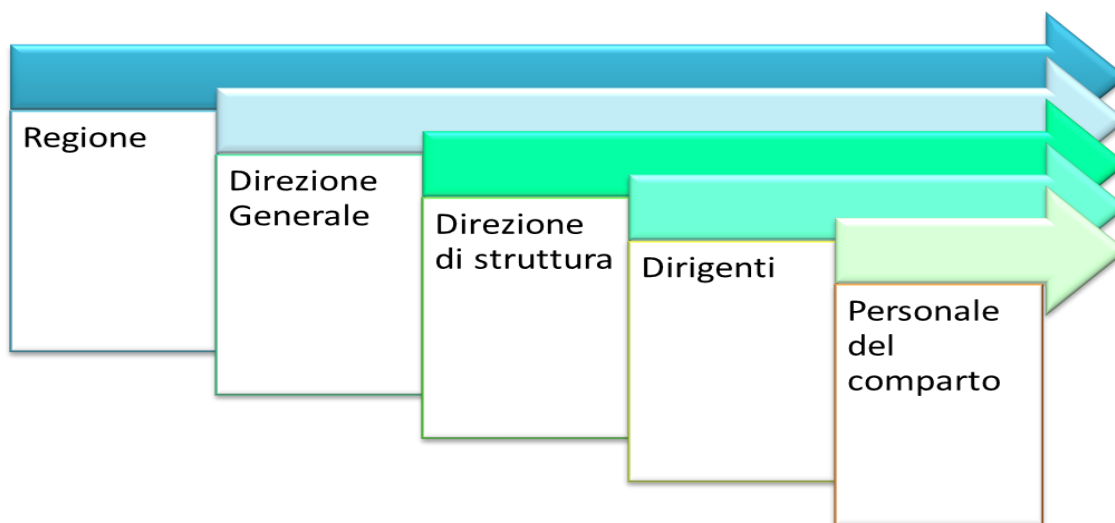 Regione
Direzione
Generale
Direzione
di struttura
Dirigenti
Personale
del
comparto